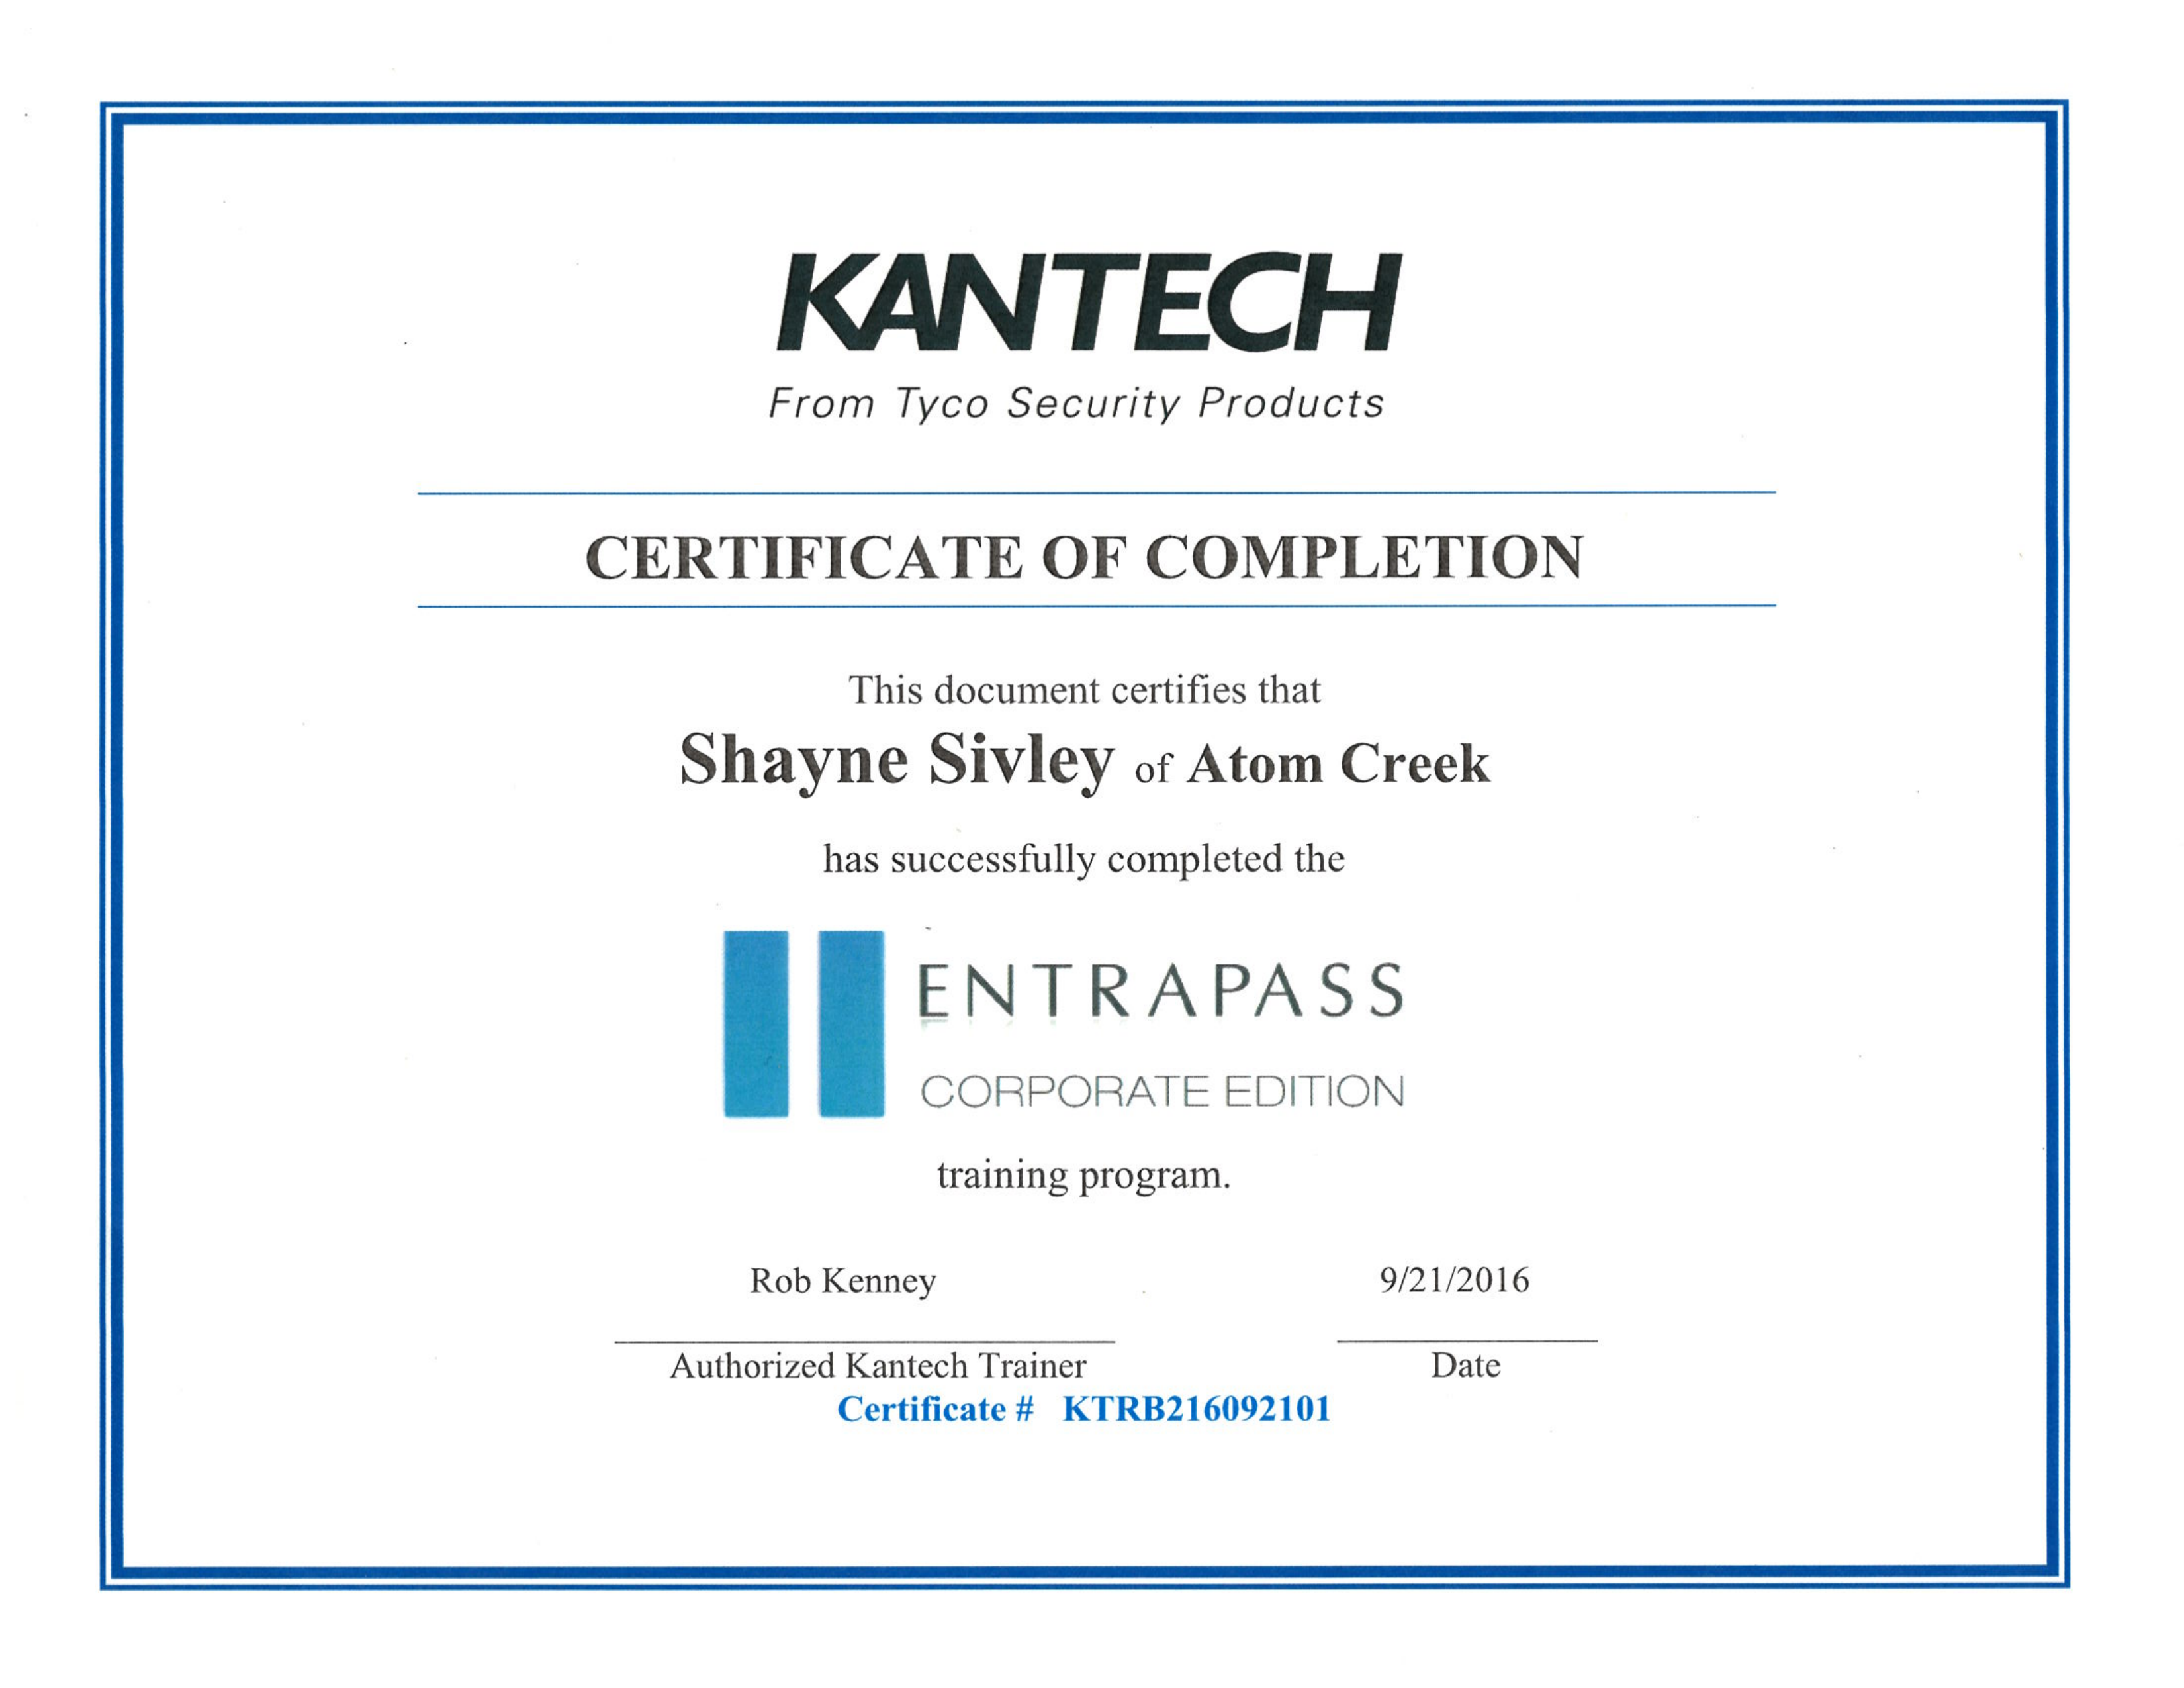 KANTECH
From Tyco Security Products
CERTIFICATE OF COMPLETION
This document certifies that
Shayne Sivley of Atom Creek
has successfully completed the
ENTRAPASS
CORPORATE EDITION
training program.
Rob Kenney 9/21/2016
Authorized Kantech Trainer Date
Certificate # KTRB216092101